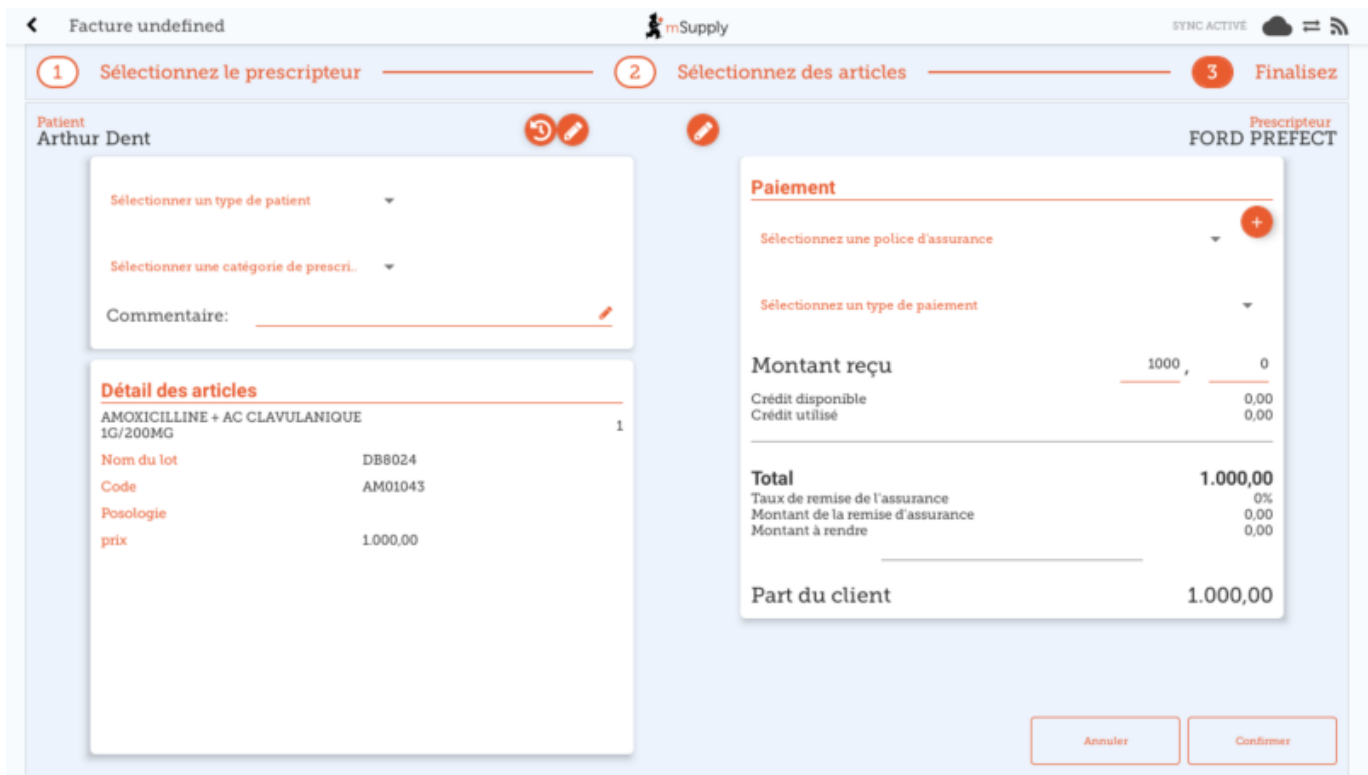 Facture undefined
mSupply
SYNC ACTIVÉ
1 Sélectionnez le prescripteur
2 Sélectionnez des articles
3 Finalisez
Patient
Arthur Dent
Prescripteur
FORD PREFECT
Sélectionner un type de patient
Sélectionner une catégorie de prescri..
Commentaire:
Détail des articles
AMOXICILLINE + AC CLAVULANIQUE
1G/200MG
1
Nom du lot DB8024
Code AM01043
Posologie
prix 1.000,00
Paiement
+
Sélectionnez une police d'assurance
Sélectionnez un type de paiement
Montant reçu 1000 , 0
Crédit disponible 0,00
Crédit utilisé 0,00
Total 1.000,00
Taux de remise de l'assurance 0%
Montant de la remise d'assurance 0,00
Montant à rendre 0,00
Part du client 1.000,00
Annuler
Confirmer